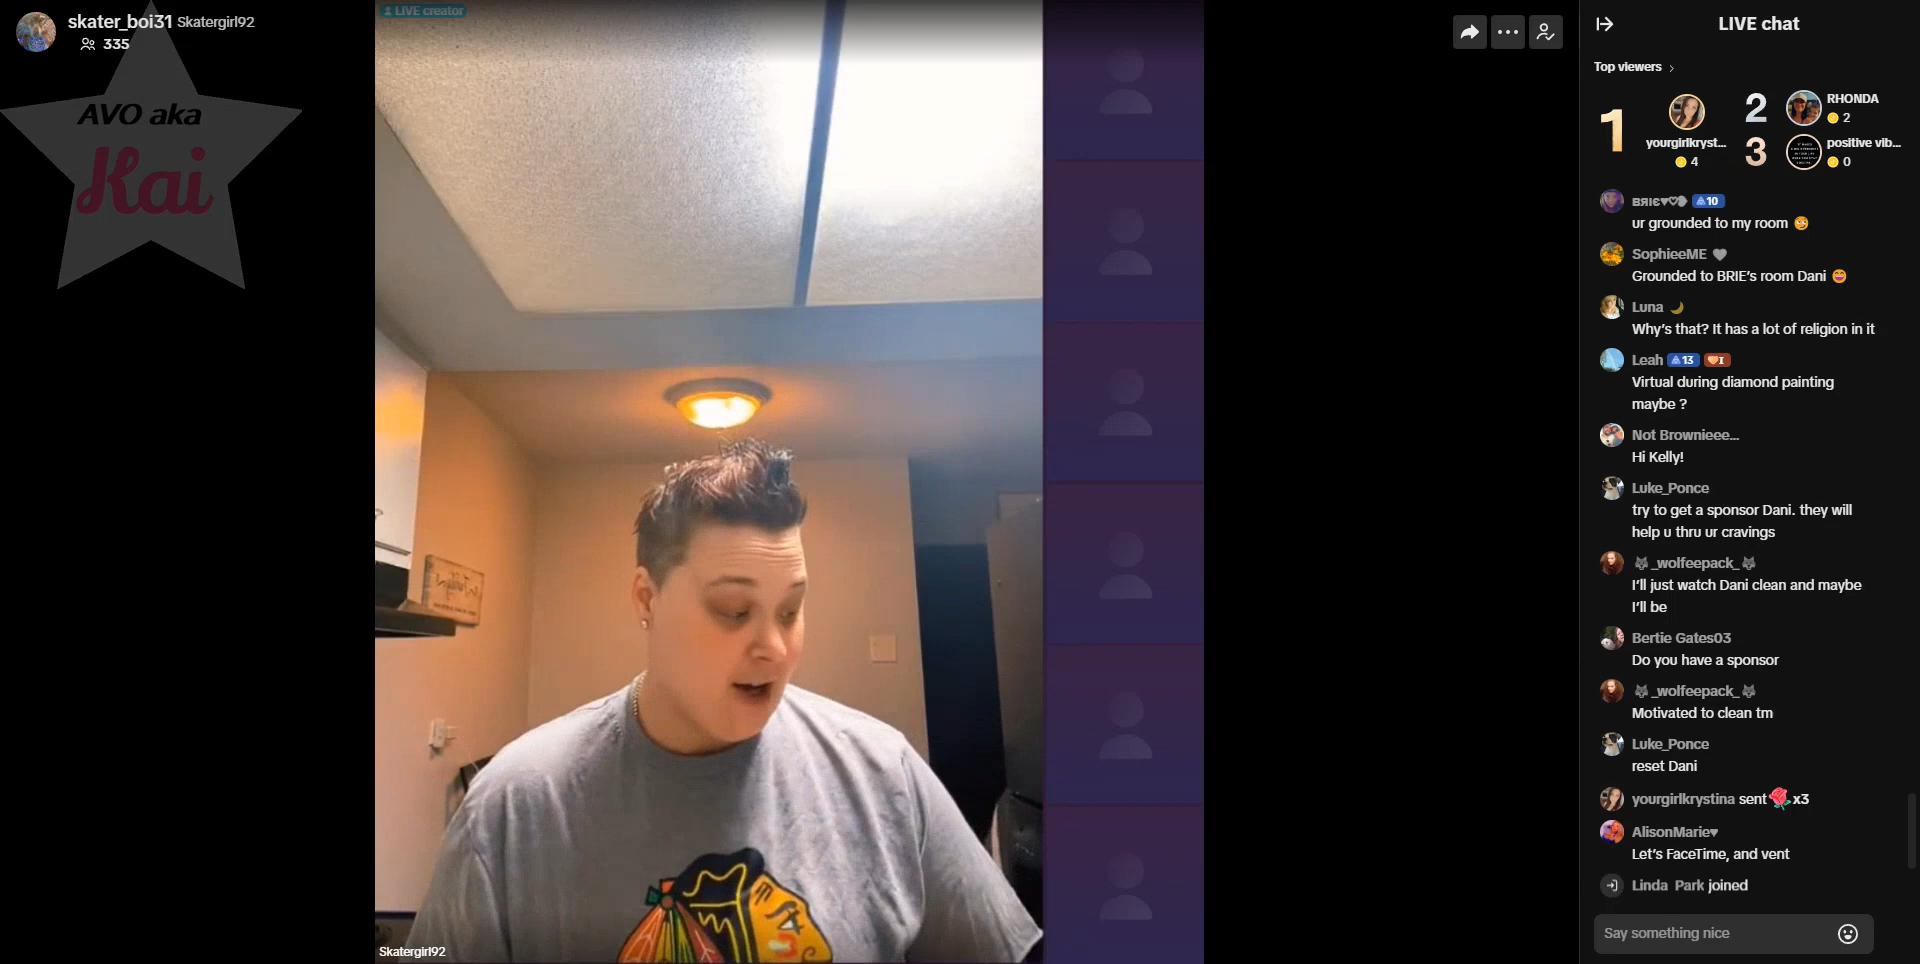 skater_boi31 Skatergirl92
335
AVO aka
Kai
LIVE creator
Skatergirl92
LIVE chat
Top viewers
1
yourgirlkryst...
4
2
RHONDA
2
3
positive vib...
0
BЯIЄ♥♡ 10
ur grounded to my room
SophieeME
Grounded to BRIE's room Dani
Luna
Why's that? It has a lot of religion in it
Leah 13 I
Virtual during diamond painting
maybe ?
Not Brownieee...
Hi Kelly!
Luke_Ponce
try to get a sponsor Dani. they will
help u thru ur cravings
🐺_wolfeepack_🐺
I'll just watch Dani clean and maybe
I'll be
Bertie Gates03
Do you have a sponsor
🐺_wolfeepack_🐺
Motivated to clean tm
Luke_Ponce
reset Dani
yourgirlkrystina sent x3
AlisonMarie♥
Let's FaceTime, and vent
Linda Park joined
Say something nice